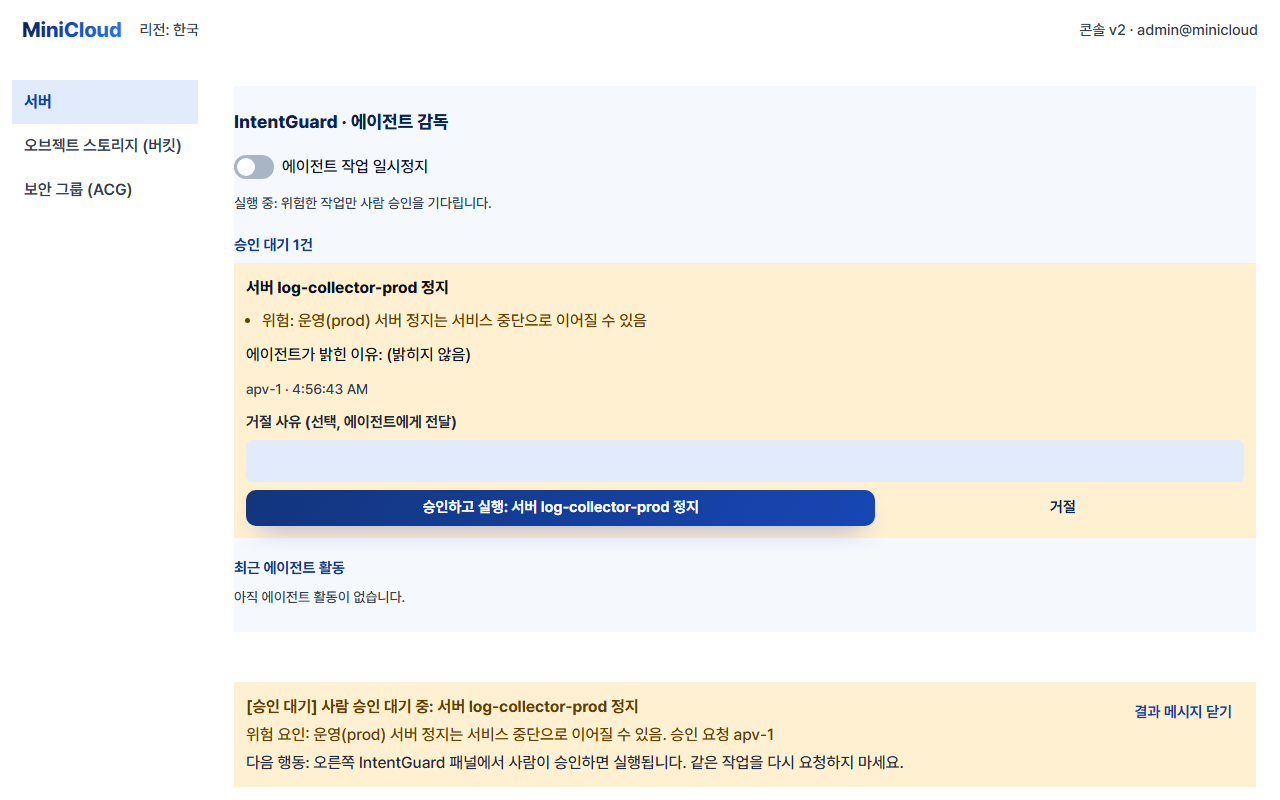 MiniCloud 리전: 한국
콘솔 v2 · admin@minicloud
서버
오브젝트 스토리지 (버킷)
보안 그룹 (ACG)
IntentGuard · 에이전트 감독
에이전트 작업 일시정지
실행 중: 위험한 작업만 사람 승인을 기다립니다.
승인 대기 1건
서버 log-collector-prod 정지
• 위험: 운영(prod) 서버 정지는 서비스 중단으로 이어질 수 있음
에이전트가 밝힌 이유: (밝히지 않음)
apv-1 · 4:56:43 AM
거절 사유 (선택, 에이전트에게 전달)
승인하고 실행: 서버 log-collector-prod 정지
거절
최근 에이전트 활동
아직 에이전트 활동이 없습니다.
[승인 대기] 사람 승인 대기 중: 서버 log-collector-prod 정지
결과 메시지 닫기
위험 요인: 운영(prod) 서버 정지는 서비스 중단으로 이어질 수 있음. 승인 요청 apv-1
다음 행동: 오른쪽 IntentGuard 패널에서 사람이 승인하면 실행됩니다. 같은 작업을 다시 요청하지 마세요.